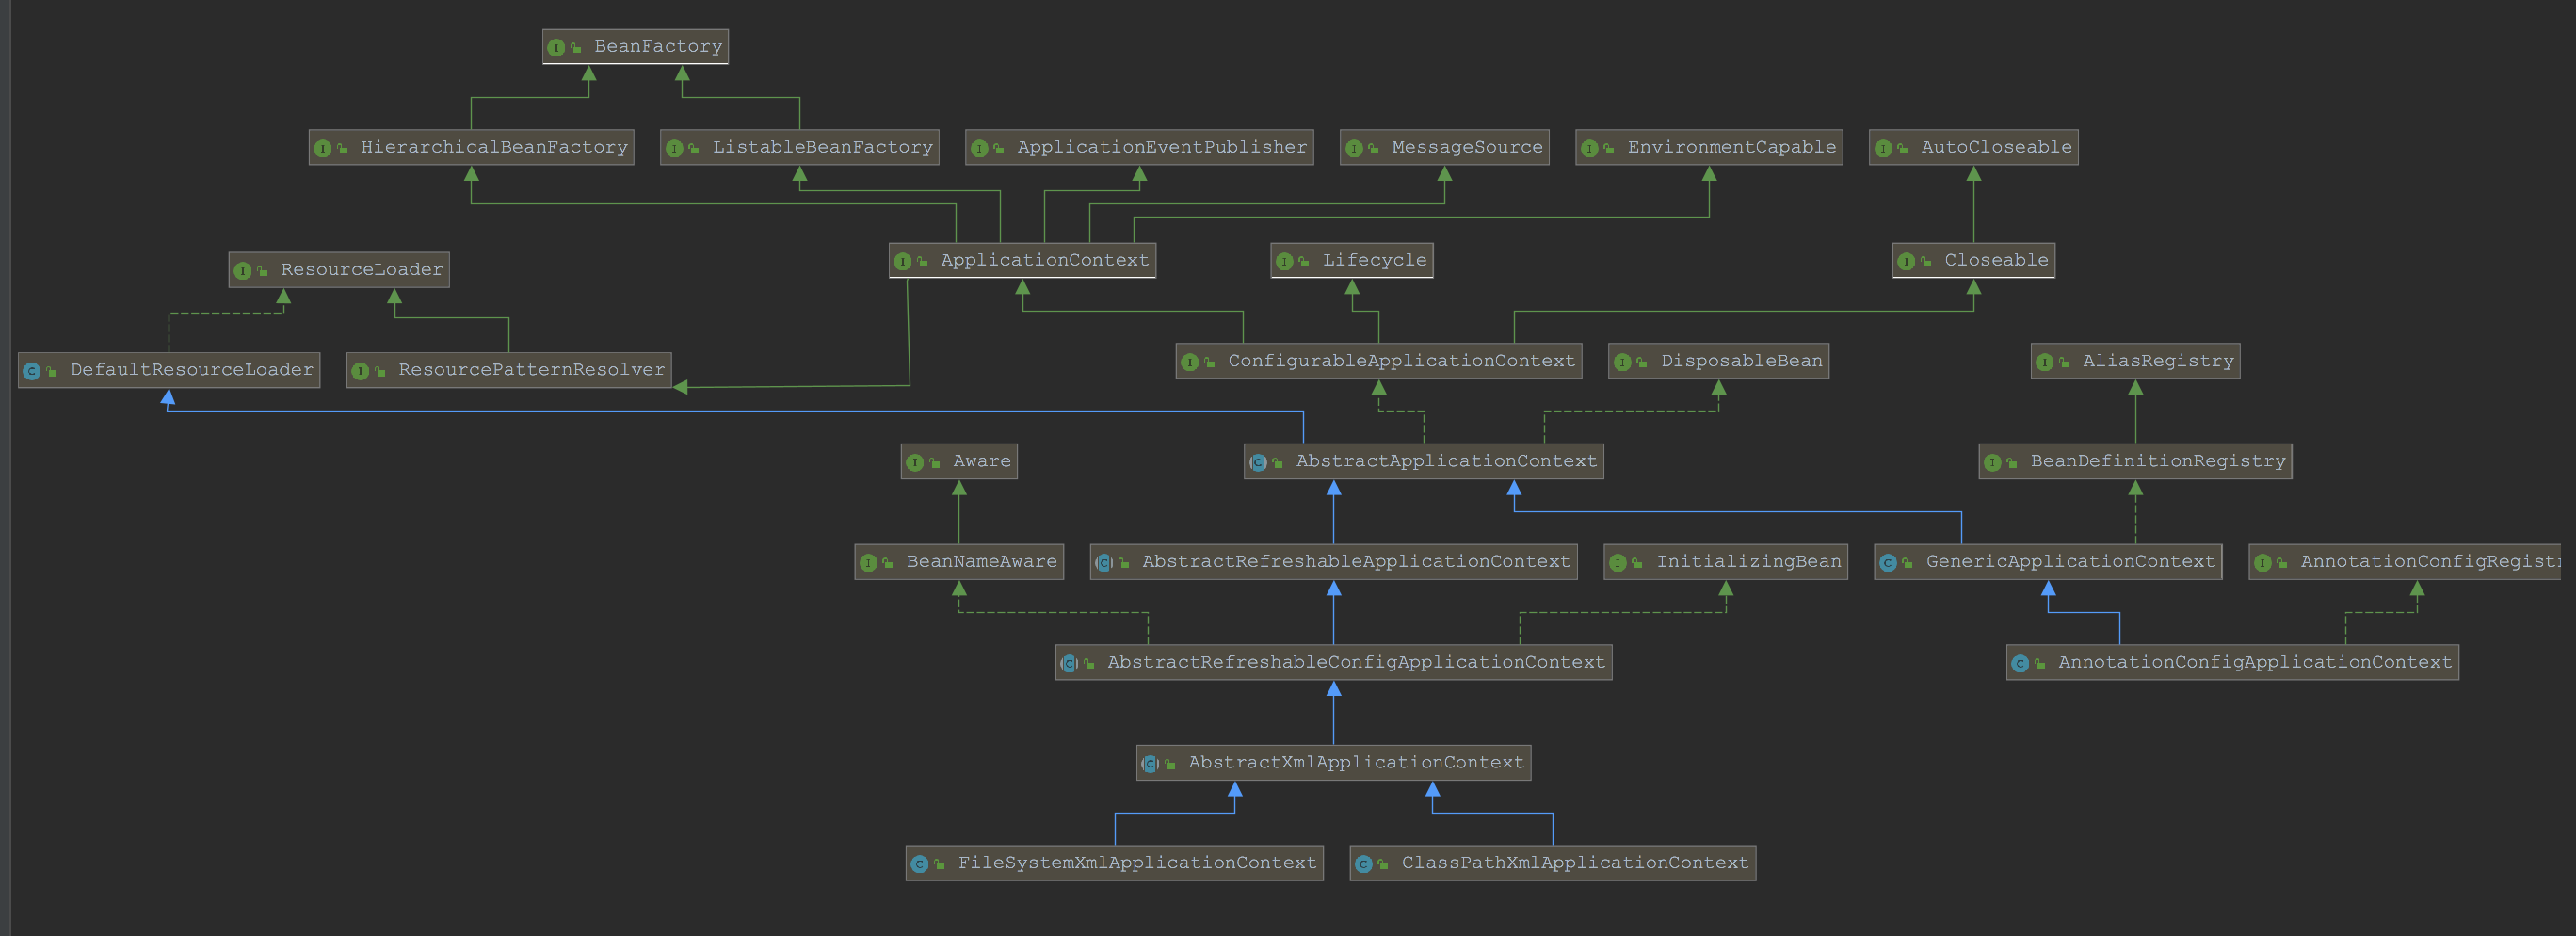 BeanFactory
HierarchicalBeanFactory
ListableBeanFactory
ApplicationEventPublisher
MessageSource
EnvironmentCapable
AutoCloseable
ResourceLoader
ApplicationContext
Lifecycle
Closeable
DefaultResourceLoader
ResourcePatternResolver
ConfigurableApplicationContext
DisposableBean
AliasRegistry
Aware
AbstractApplicationContext
BeanDefinitionRegistry
BeanNameAware
AbstractRefreshableApplicationContext
InitializingBean
GenericApplicationContext
AnnotationConfigRegistr
AbstractRefreshableConfigApplicationContext
AnnotationConfigApplicationContext
AbstractXmlApplicationContext
FileSystemXmlApplicationContext
ClassPathXmlApplicationContext